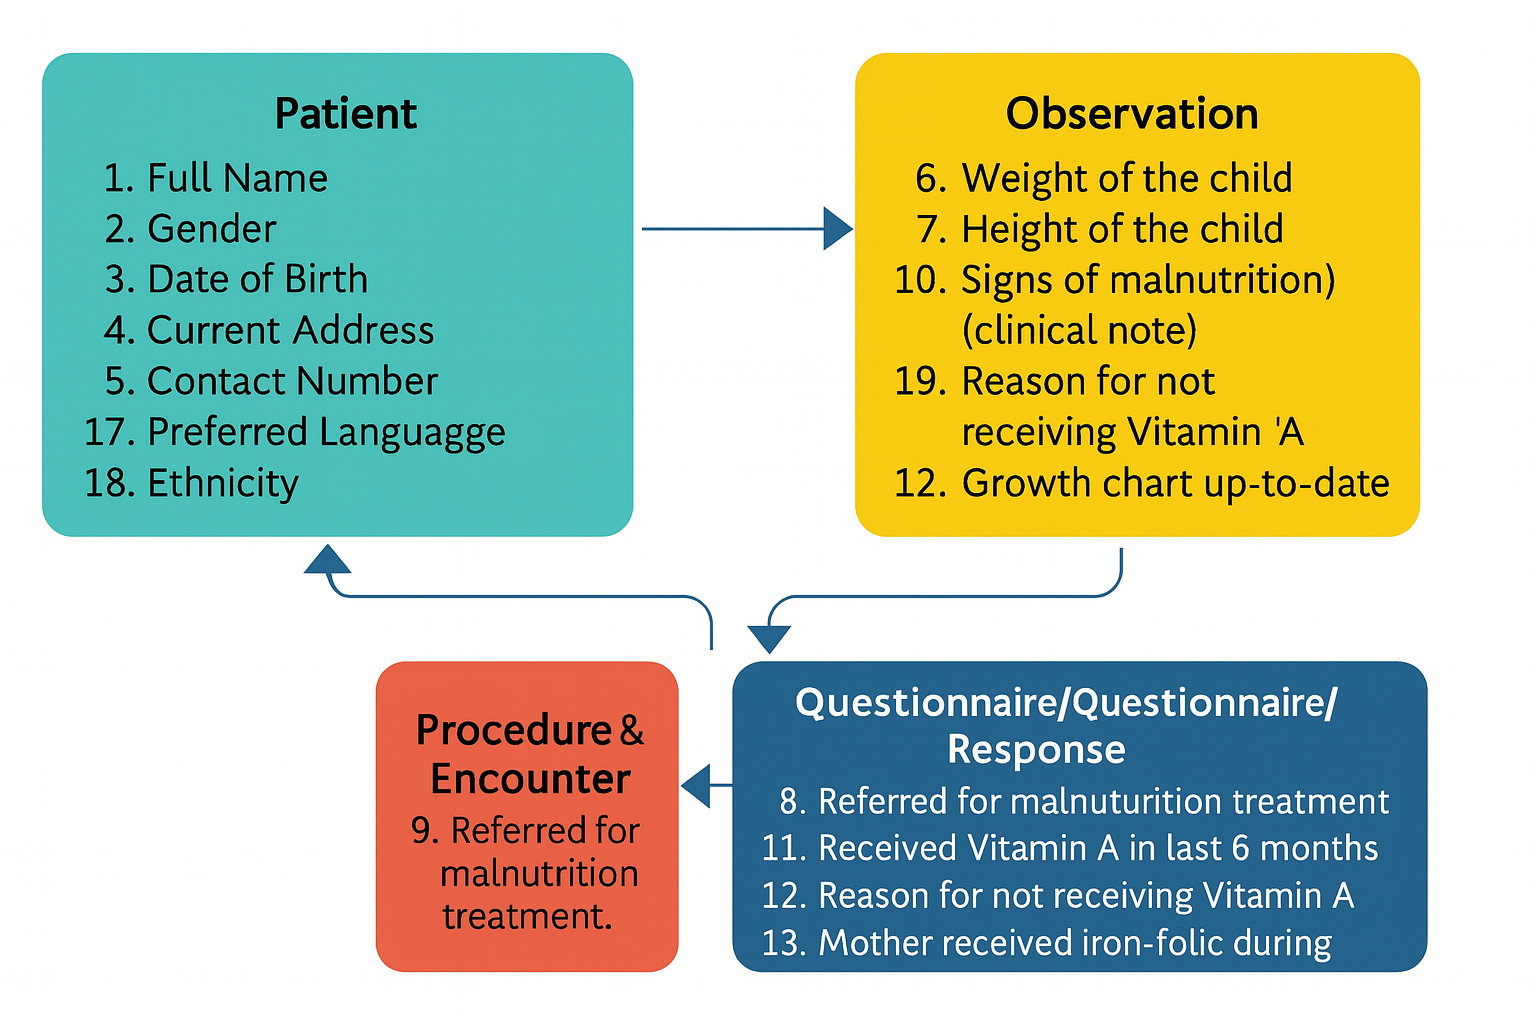 Patient
1. Full Name
2. Gender
3. Date of Birth
4. Current Address
5. Contact Number
17. Preferred Languagge
18. Ethnicity
Observation
6. Weight of the child
7. Height of the child
10. Signs of malnutrition)
(clinical note)
19. Reason for not
receiving Vitamin 'A
12. Growth chart up-to-date
Procedure &
Encounter
9. Referred for
malnutrition
treatment.
Questionnaire/Questionnaire/
Response
8. Referred for malnuturition treatment
11. Received Vitamin A in last 6 months
12. Reason for not receiving Vitamin A
13. Mother received iron-folic during